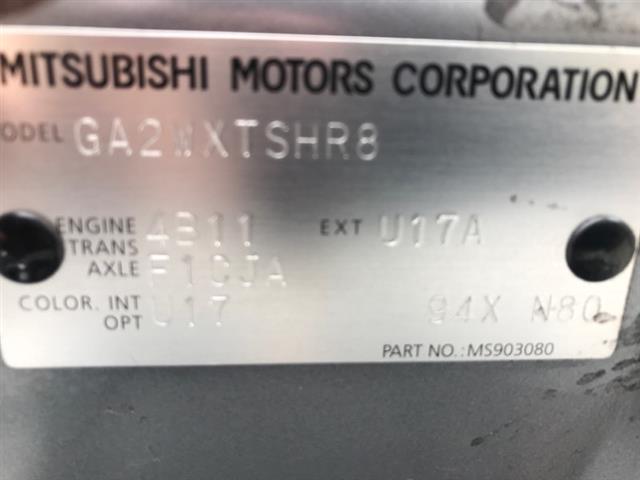 MITSUBISHI MOTORS CORPORATION
MODEL GA2WXTSHR8
ENGINE 4B11 EXT U17A
TRANS
AXLE F1CJA
COLOR. INT U17 94X N80
OPT
PART NO.:MS903080